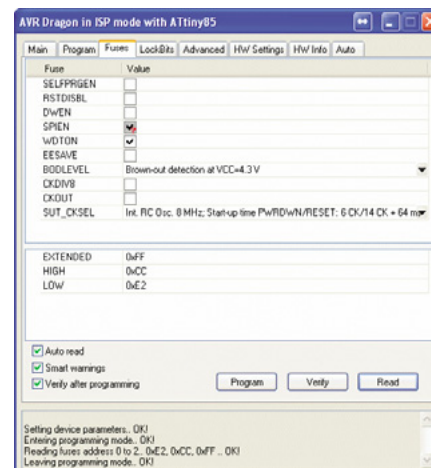 AVR Dragon in ISP mode with ATtiny85
Main Program Fuses LockBits Advanced HW Settings HW Info Auto
Fuse Value
SELFPRGEN
RSTDISBL
DWEN
SPIEN
WDTON
EESAVE
BODLEVEL Brown-out detection at VCC=4.3 V
CKDIV8
CKOUT
SUT_CKSEL Int. RC Osc. 8 MHz; Start-up time PWRDWN/RESET: 6 CK/14 CK + 64 ms
EXTENDED 0xFF
HIGH 0xCC
LOW 0xE2
Auto read
Smart warnings
Verify after programming
Program Verify Read
Setting device parameters.. OK!
Entering programming mode.. OK!
Reading fuses address 0 to 2.. 0xE2, 0xCC, 0xFF .. OK!
Leaving programming mode.. OK!